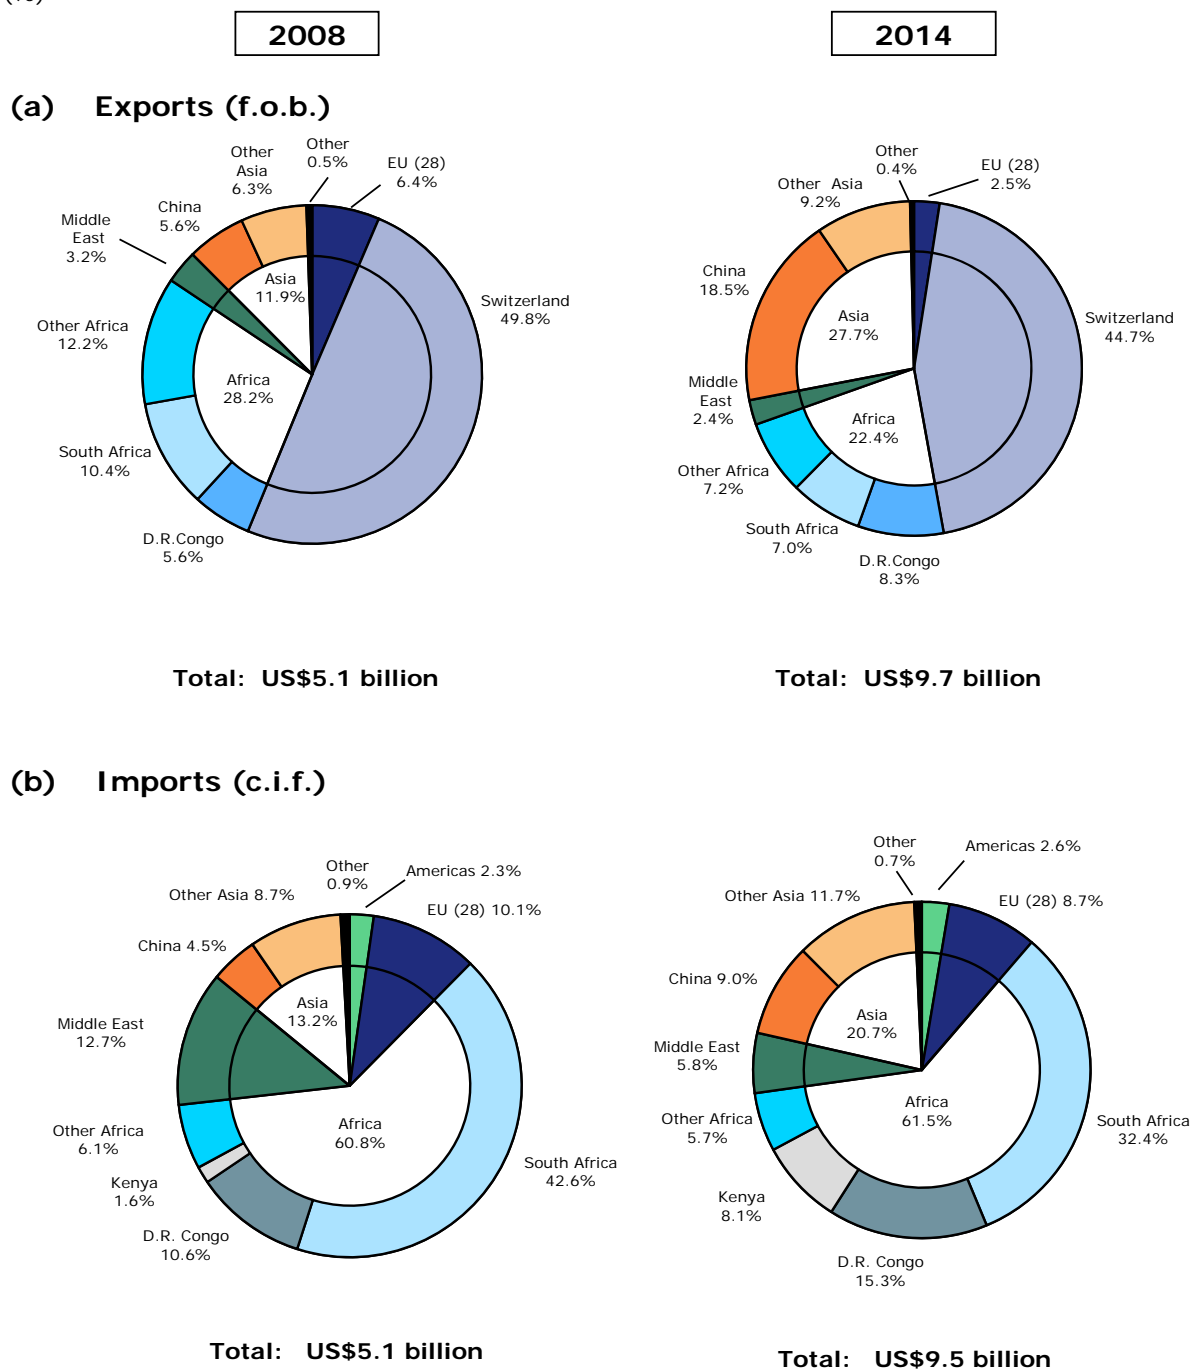 2008
2014
(a) Exports (f.o.b.)
Other
0.5%
EU (28)
6.4%
Other
Asia
6.3%
China
5.6%
Middle
East
3.2%
Asia
11.9%
Switzerland
49.8%
Other Africa
12.2%
Africa
28.2%
South Africa
10.4%
D.R.Congo
5.6%
Total: US$5.1 billion
Other
0.4%
EU (28)
2.5%
Other Asia
9.2%
China
18.5%
Asia
27.7%
Switzerland
44.7%
Middle
East
2.4%
Africa
22.4%
Other Africa
7.2%
South Africa
7.0%
D.R.Congo
8.3%
Total: US$9.7 billion
(b) Imports (c.i.f.)
Other
0.9%
Americas 2.3%
Other Asia 8.7%
EU (28) 10.1%
China 4.5%
Asia
13.2%
Middle East
12.7%
Africa
60.8%
Other Africa
6.1%
South Africa
42.6%
Kenya
1.6%
D.R. Congo
10.6%
Total: US$5.1 billion
Other
0.7%
Americas 2.6%
Other Asia 11.7%
EU (28) 8.7%
China 9.0%
Asia
20.7%
Middle East
5.8%
Africa
61.5%
Other Africa
5.7%
South Africa
32.4%
Kenya
8.1%
D.R. Congo
15.3%
Total: US$9.5 billion